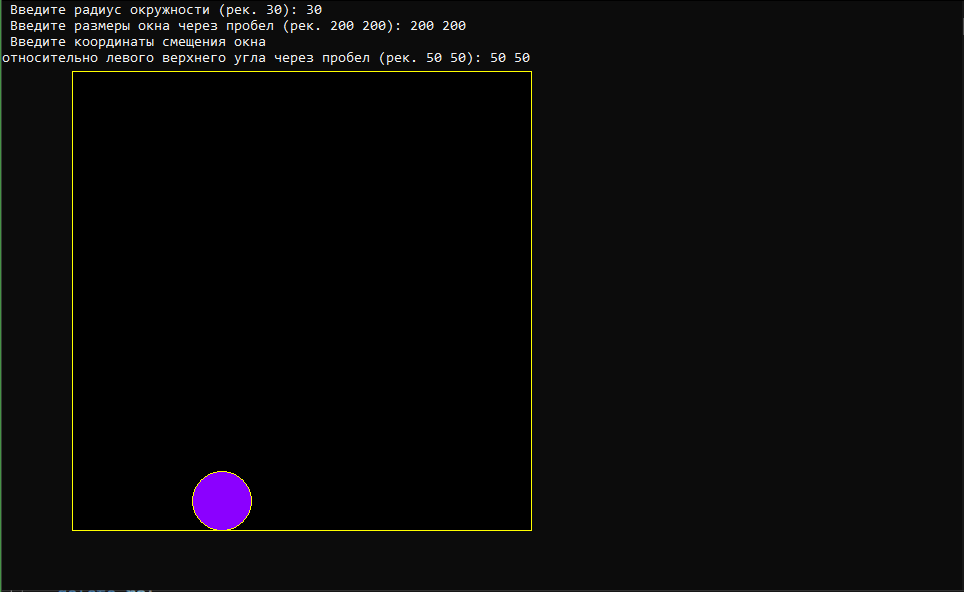 Введите радиус окружности (рек. 30): 30
Введите размеры окна через пробел (рек. 200 200): 200 200
Введите координаты смещения окна
относительно левого верхнего угла через пробел (рек. 50 50): 50 50